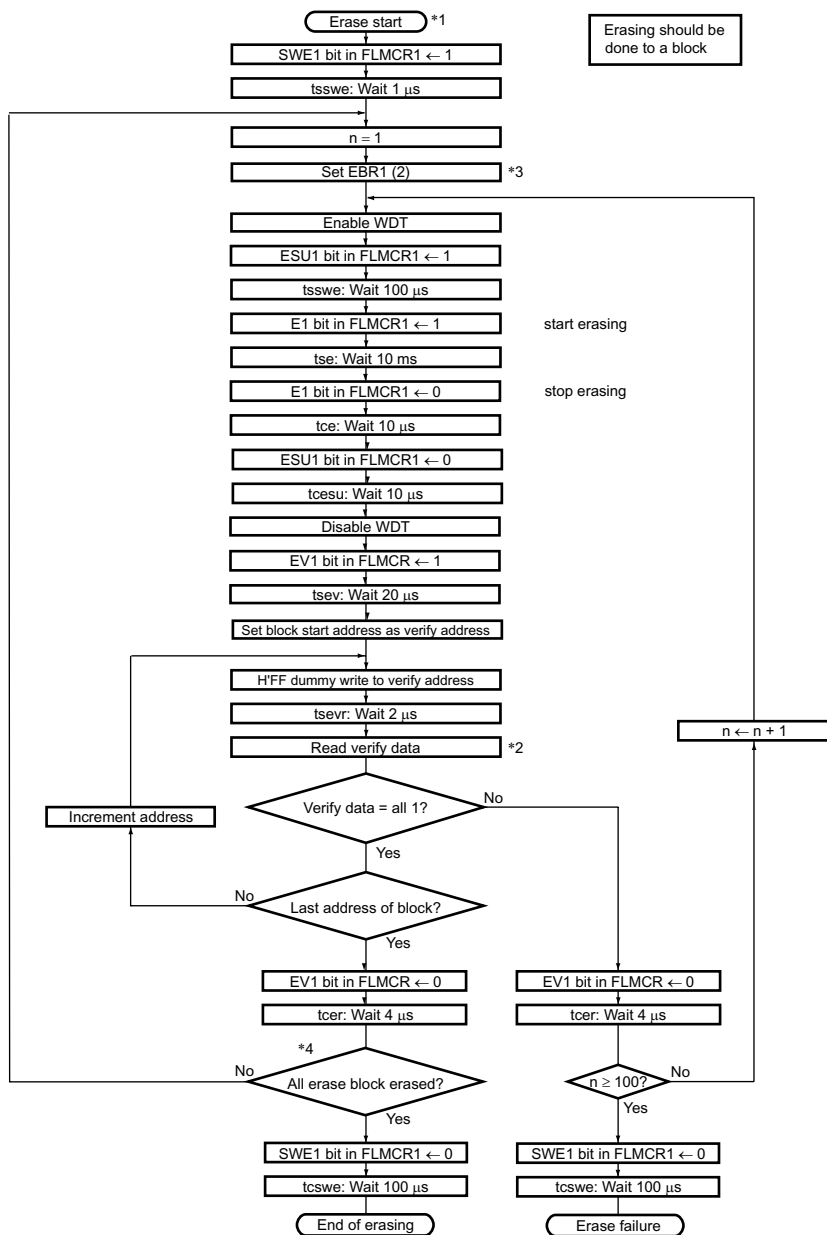 Erase start
*1
Erasing should be
done to a block
SWE1 bit in FLMCR1 ← 1
tsswe: Wait 1 μs
n = 1
Set EBR1 (2)
*3
Enable WDT
ESU1 bit in FLMCR1 ← 1
tsswe: Wait 100 μs
E1 bit in FLMCR1 ← 1
start erasing
tse: Wait 10 ms
E1 bit in FLMCR1 ← 0
stop erasing
tce: Wait 10 μs
ESU1 bit in FLMCR1 ← 0
tcesu: Wait 10 μs
Disable WDT
EV1 bit in FLMCR ← 1
tsev: Wait 20 μs
Set block start address as verify address
H'FF dummy write to verify address
tsevr: Wait 2 μs
n ← n + 1
Read verify data
*2
Verify data = all 1?
No
Increment address
Yes
No
Last address of block?
Yes
EV1 bit in FLMCR ← 0
EV1 bit in FLMCR ← 0
tcer: Wait 4 μs
tcer: Wait 4 μs
*4
No
All erase block erased?
n ≥ 100?
No
Yes
Yes
SWE1 bit in FLMCR1 ← 0
SWE1 bit in FLMCR1 ← 0
tcswe: Wait 100 μs
tcswe: Wait 100 μs
End of erasing
Erase failure